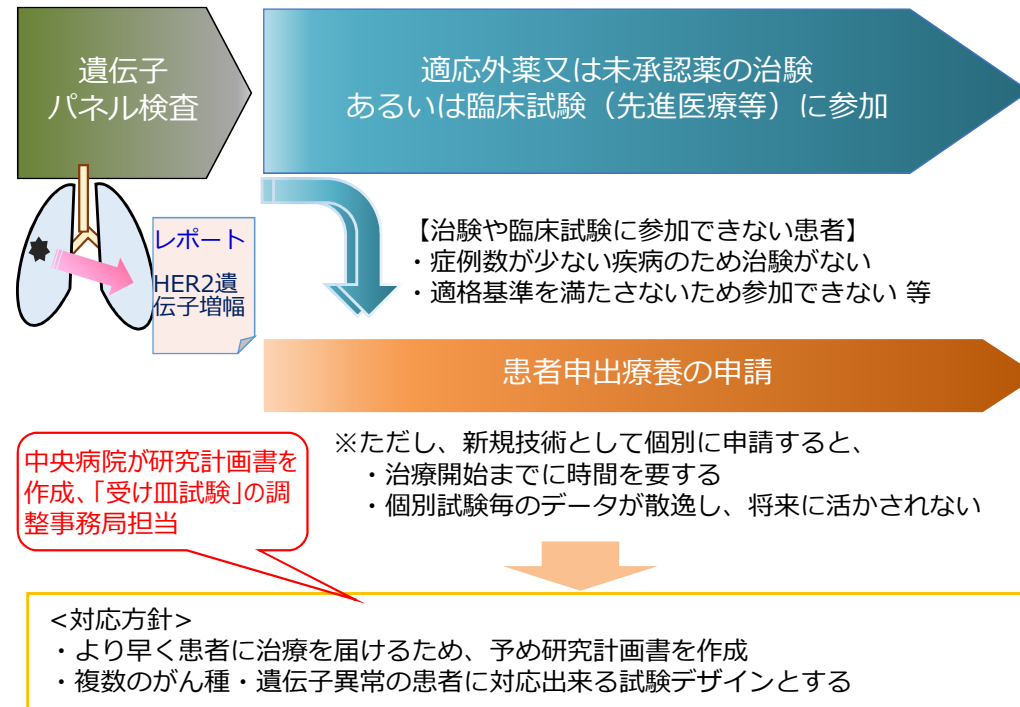 遺伝子
パネル検査
適応外薬又は未承認薬の治験
あるいは臨床試験（先進医療等）に参加
レポート
HER2遺
伝子増幅
【治験や臨床試験に参加できない患者】
・症例数が少ない疾病のため治験がない
・適格基準を満たさないため参加できない 等
患者申出療養の申請
※ただし、新規技術として個別に申請すると、
・治療開始までに時間を要する
・個別試験毎のデータが散逸し、将来に活かされない
中央病院が研究計画書を
作成、「受け皿試験」の調
整事務局担当
<対応方針>
・より早く患者に治療を届けるため、予め研究計画書を作成
・複数のがん種・遺伝子異常の患者に対応出来る試験デザインとする